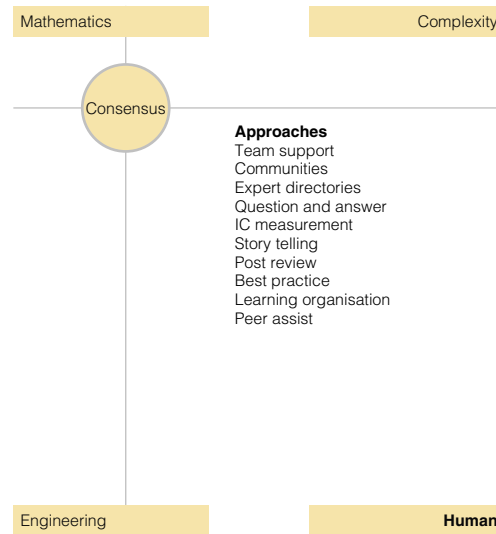 Mathematics
Complexity
Consensus
Approaches
Team support
Communities
Expert directories
Question and answer
IC measurement
Story telling
Post review
Best practice
Learning organisation
Peer assist
Engineering
Human